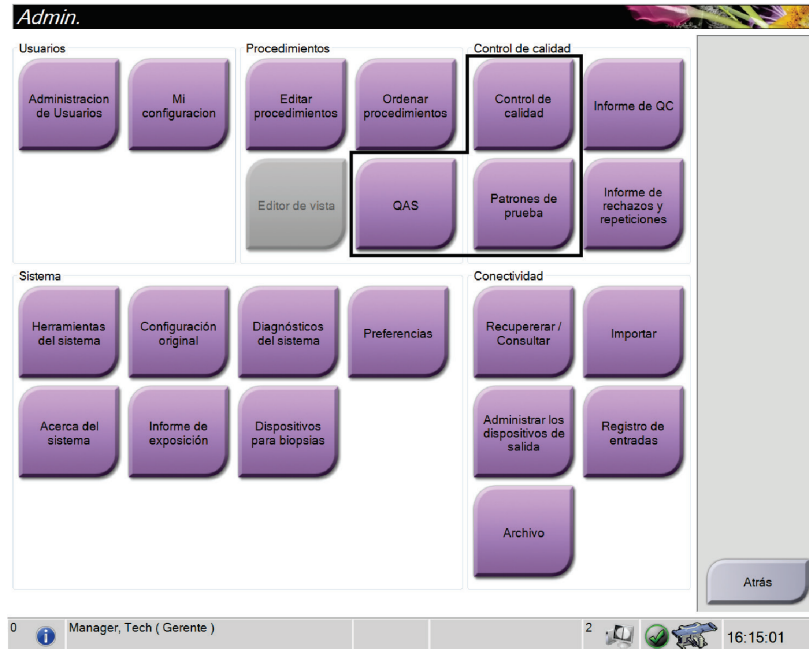 Admin.
Usuarios
Procedimientos
Control de calidad
Administracion
de Usuarios
Mi
configuracion
Editar
procedimientos
Ordenar
procedimientos
Control de
calidad
Informe de QC
Editor de vista
QAS
Patrones de
prueba
Informe de
rechazos y
repeticiones
Sistema
Conectividad
Herramientas
del sistema
Configuración
original
Diagnósticos
del sistema
Preferencias
Recupererar /
Consultar
Importar
Acerca del
sistema
Informe de
exposición
Dispositivos
para biopsias
Administrar los
dispositivos de
salida
Registro de
entradas
Archivo
Atrás
0
Manager, Tech ( Gerente )
2
16:15:01